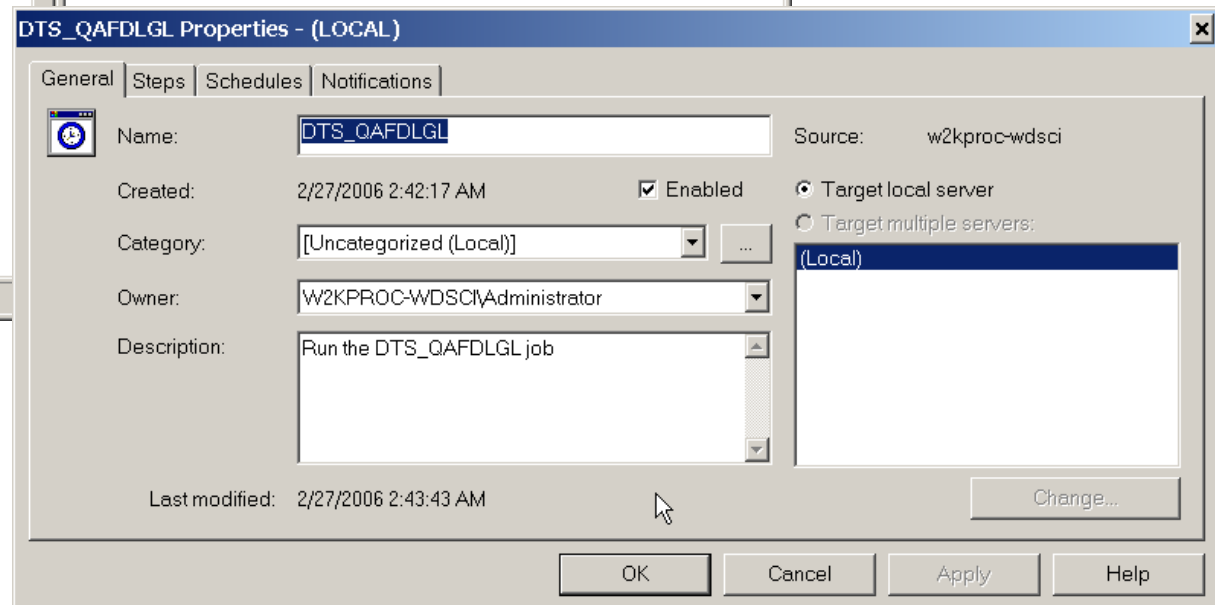 DTS_QAFDLGL Properties - (LOCAL)
General Steps Schedules Notifications
Name: DTS_QAFDLGL Source: w2kproc-wdsci
Created: 2/27/2006 2:42:17 AM Enabled Target local server
Target multiple servers:
Category: [Uncategorized (Local)] ... (Local)
Owner: W2KPROC-WDSCI\Administrator
Description: Run the DTS_QAFDLGL job
Last modified: 2/27/2006 2:43:43 AM Change...
OK Cancel Apply Help